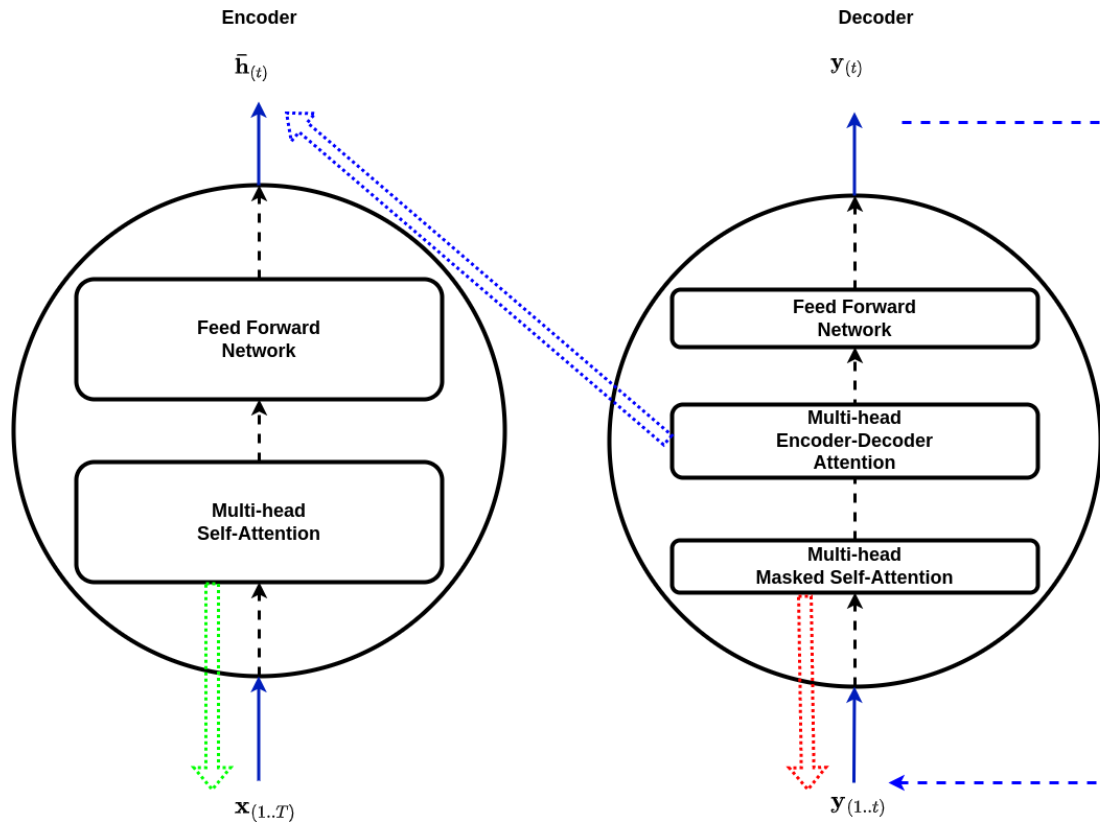 Encoder
Decoder
h̄(t)
y(t)
Feed Forward
Network
Multi-head
Self-Attention
x(1..T)
Feed Forward
Network
Multi-head
Encoder-Decoder
Attention
Multi-head
Masked Self-Attention
y(1..t)